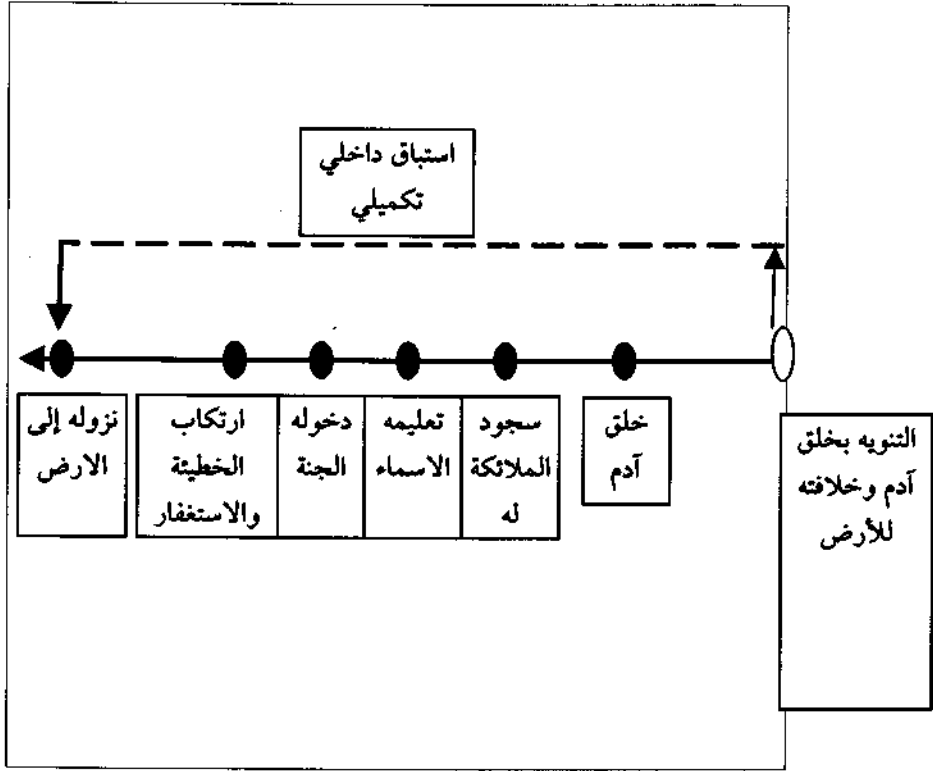 استباق داخلي
تكميلي
التنويه بخلق
آدم وخلافته
للأرض
خلق
آدم
سجود
الملائكة
له
تعليمه
الاسماء
دخوله
الجنة
ارتكاب
الخطيئة
والاستغفار
نزوله إلى
الارض